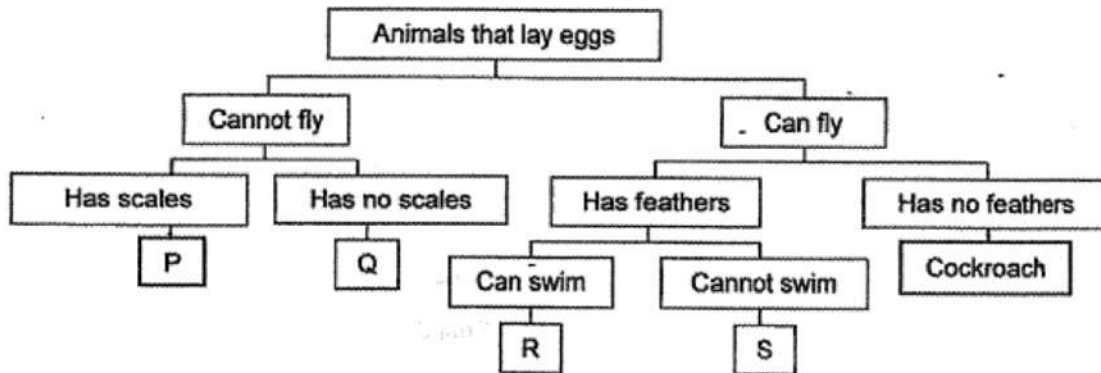 Animals that lay eggs
Cannot fly
Can fly
Has scales
Has no scales
Has feathers
Has no feathers
P
Q
Can swim
Cannot swim
Cockroach
R
S